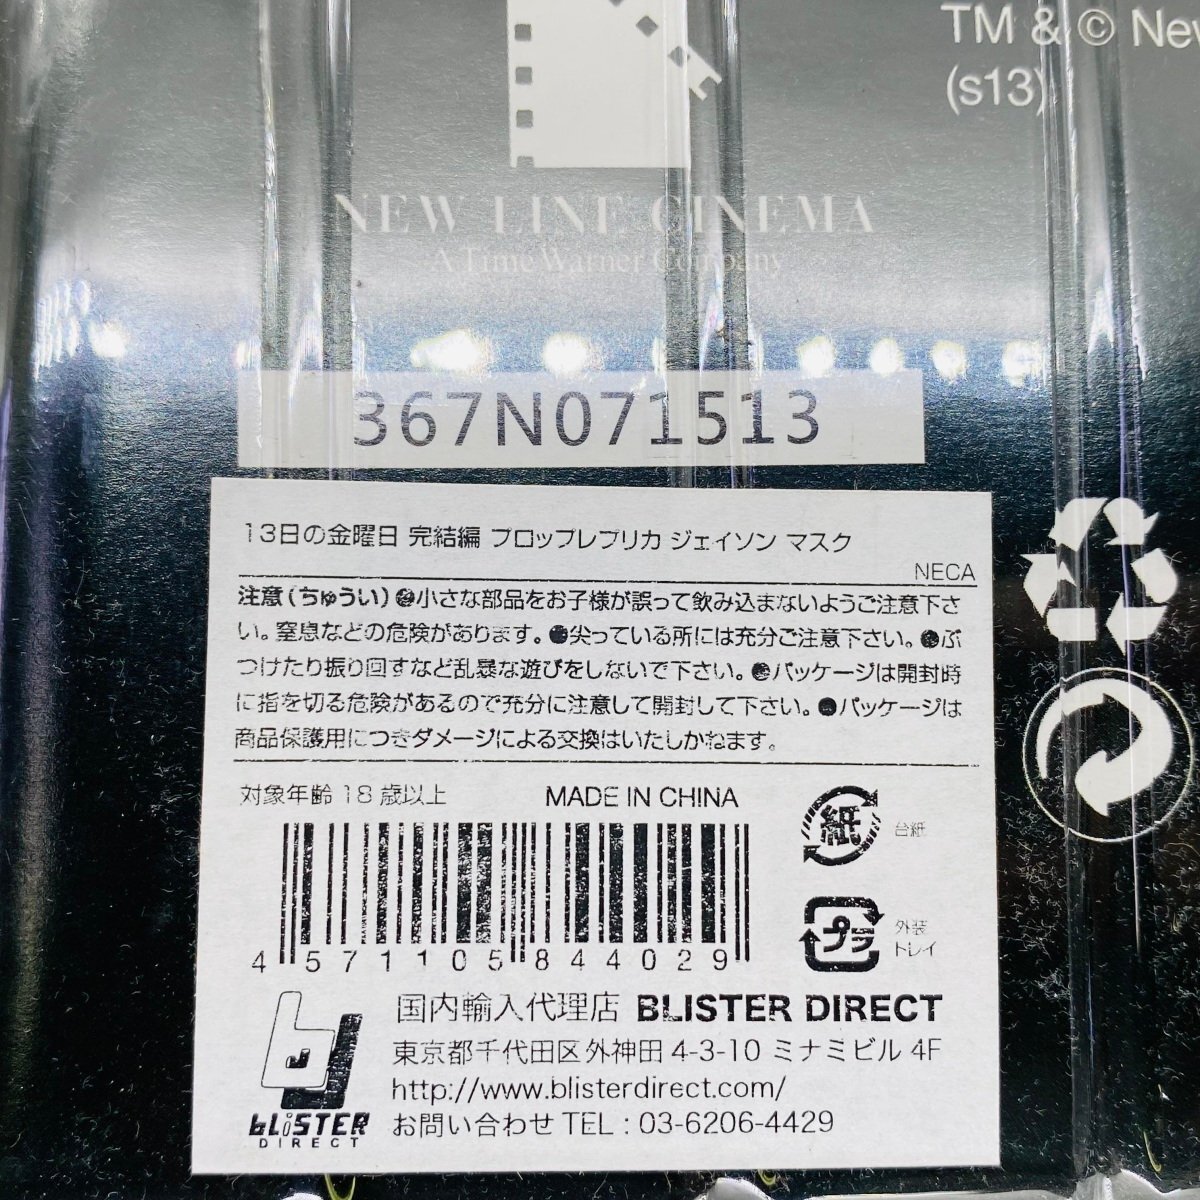 TM & © New
(s13)
NEW LINE CINEMA
A Time Warner Company
367N071513
13日の金曜日 完結編 プロップレプリカ ジェイソン マスク
NECA
注意(ちゅうい)●小さな部品をお子様が誤って飲み込まないようご注意下さ
い。窒息などの危険があります。●尖っている所には充分ご注意下さい。●ぶ
つけたり振り回すなど乱暴な遊びをしないで下さい。●パッケージは開封時
に指を切る危険があるので充分に注意して開封して下さい。●パッケージは
商品保護用につきダメージによる交換はいたしかねます。
対象年齢 18 歳以上 MADE IN CHINA
紙 台紙
プラ 外装
トレイ
4 571105 844029
国内輸入代理店 BLISTER DIRECT
東京都千代田区外神田 4-3-10 ミナミビル 4F
http://www.blisterdirect.com/
お問い合わせ TEL : 03-6206-4429
bLiSTER
DIRECT